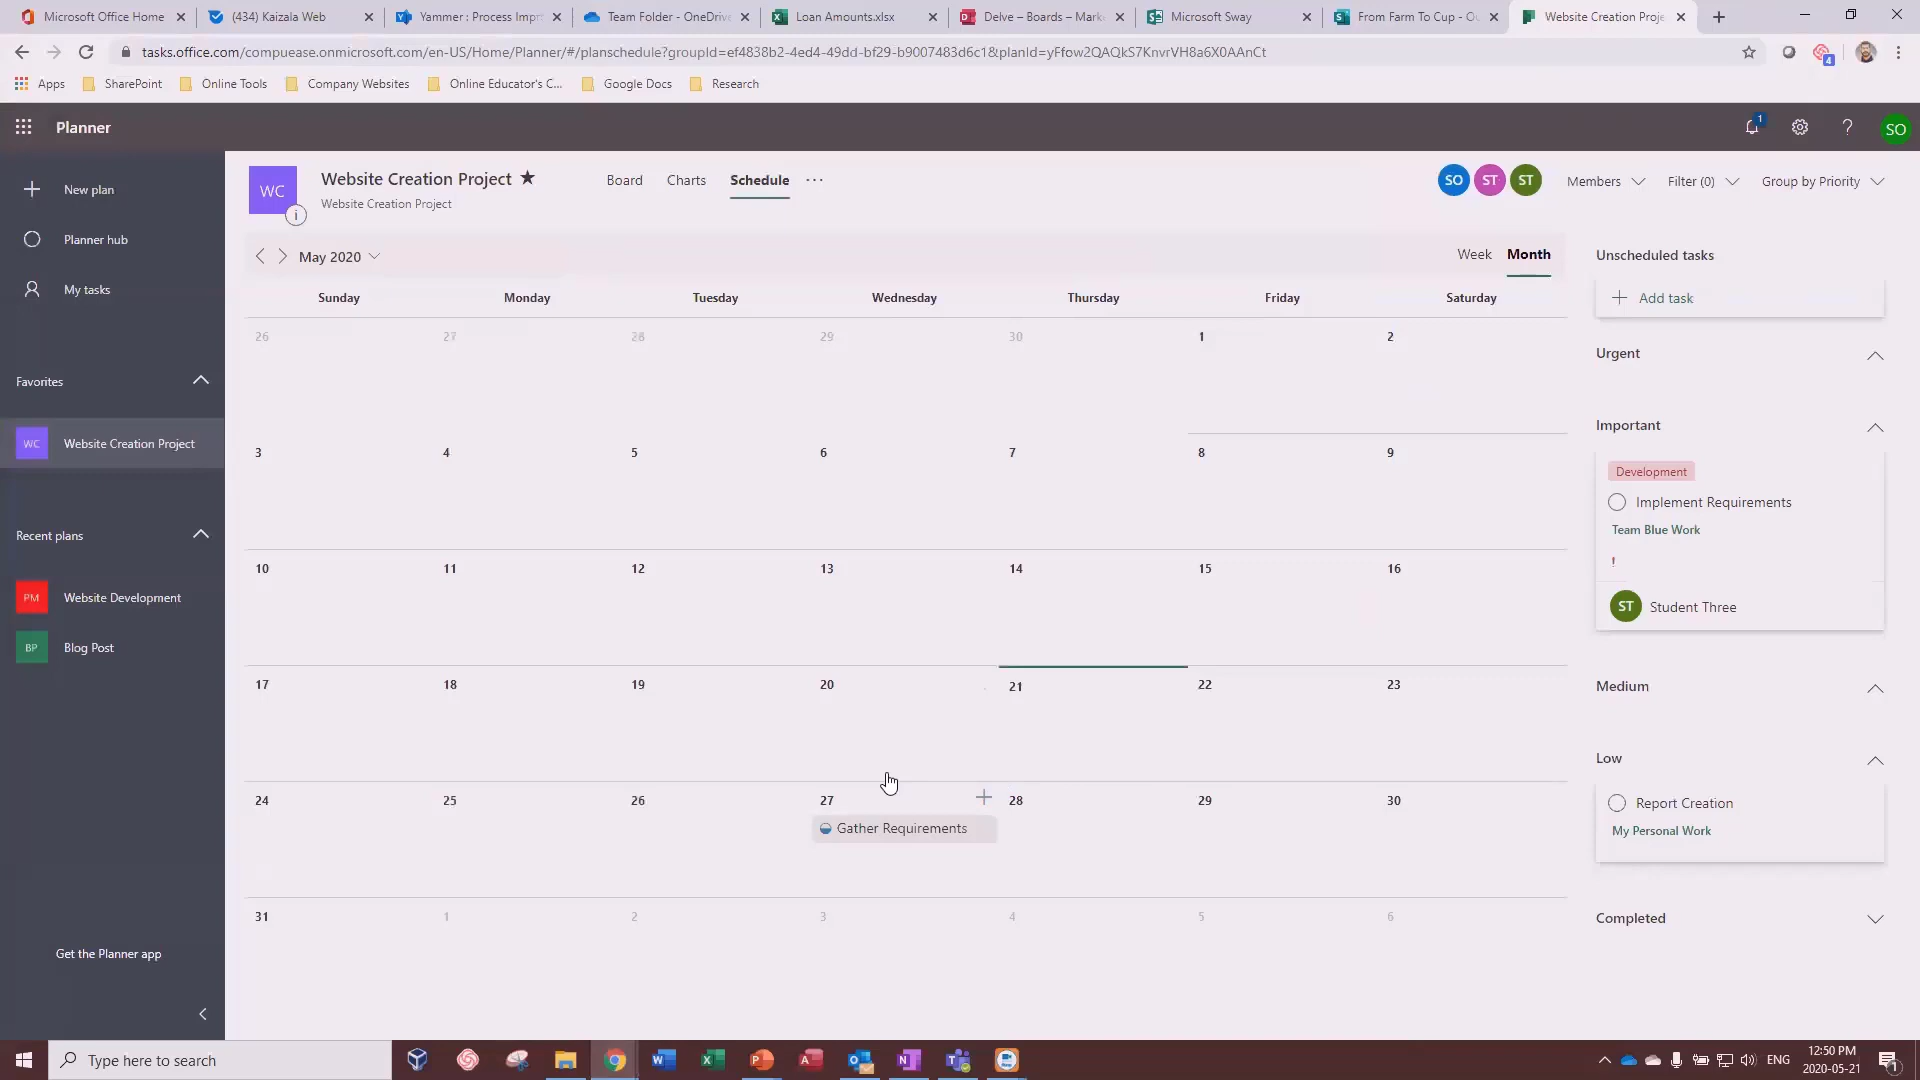 Microsoft Office Home
(434) Kaizala Web
Yammer : Process Impr
Team Folder - OneDrive
Loan Amounts.xlsx
Delve – Boards – Mark
Microsoft Sway
From Farm To Cup - Ou
Website Creation Proje
tasks.office.com/compuease.onmicrosoft.com/en-US/Home/Planner/#/planschedule?groupId=ef4838b2-4ed4-49dd-bf29-b9007483d6c1&planId=yFfow2QAQkS7KnvrVH8a6X0AAnCt
4
Apps
SharePoint
Online Tools
Company Websites
Online Educator's C...
Google Docs
Research
Planner
1
?
SO
New plan
Planner hub
My tasks
Favorites
WC
Website Creation Project
Recent plans
PM
Website Development
BP
Blog Post
Get the Planner app
WC
i
Website Creation Project
Website Creation Project
Board
Charts
Schedule
...
SO
ST
ST
Members
Filter (0)
Group by Priority
May 2020
Week
Month
Sunday Monday Tuesday Wednesday Thursday Friday Saturday
26 27 28 29 30 1 2
3 4 5 6 7 8 9
10 11 12 13 14 15 16
17 18 19 20 21 22 23
24 25 26 27 28 29 30
Gather Requirements
31 1 2 3 4 5 6
Unscheduled tasks
Add task
Urgent
Important
Development
Implement Requirements
Team Blue Work
!
ST
Student Three
Medium
Low
Report Creation
My Personal Work
Completed
Type here to search
ENG
12:50 PM
2020-05-21
1